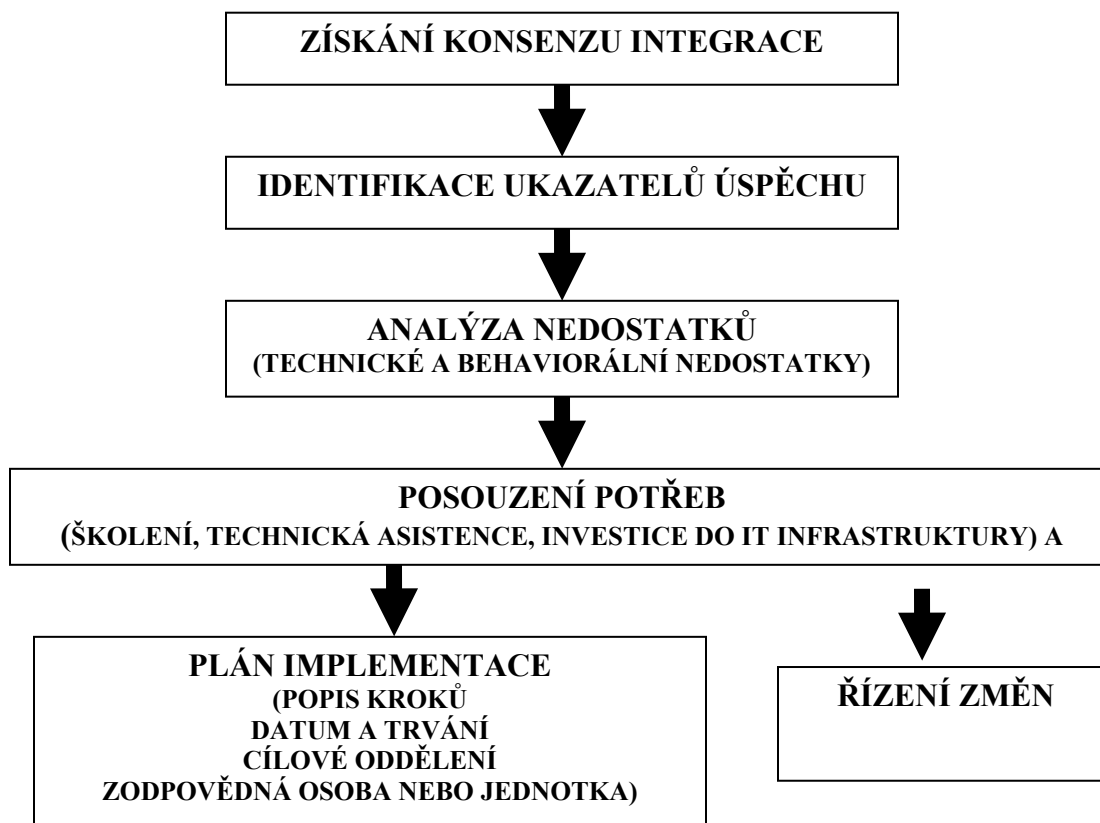 ZÍSKÁNÍ KONSENZU INTEGRACE
IDENTIFIKACE UKAZATELŮ ÚSPĚCHU
ANALÝZA NEDOSTATKŮ
(TECHNICKÉ A BEHAVIORÁLNÍ NEDOSTATKY)
POSOUZENÍ POTŘEB
(ŠKOLENÍ, TECHNICKÁ ASISTENCE, INVESTICE DO IT INFRASTRUKTURY) A
PLÁN IMPLEMENTACE
(POPIS KROKŮ
DATUM A TRVÁNÍ
CÍLOVÉ ODDĚLENÍ
ZODPOVĚDNÁ OSOBA NEBO JEDNOTKA)
ŘÍZENÍ ZMĚN